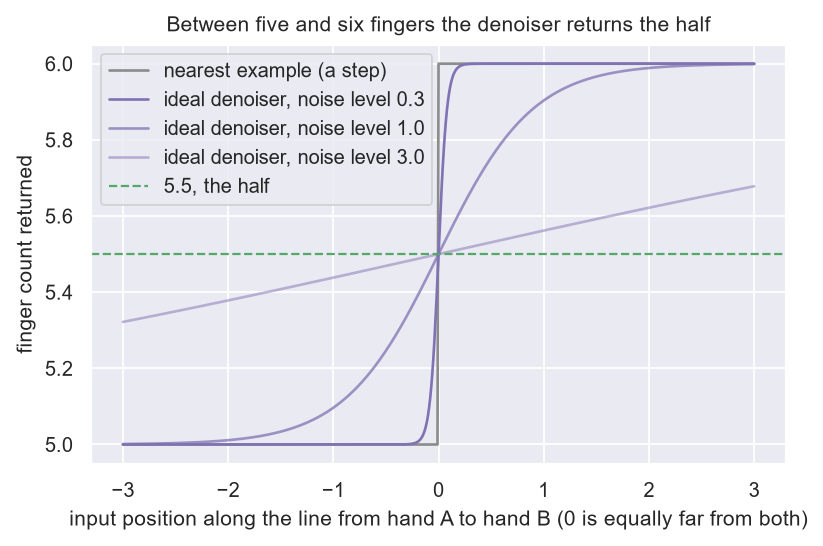 Between five and six fingers the denoiser returns the half
nearest example (a step)
ideal denoiser, noise level 0.3
ideal denoiser, noise level 1.0
ideal denoiser, noise level 3.0
5.5, the half
finger count returned
6.0
5.8
5.6
5.4
5.2
5.0
−3 −2 −1 0 1 2 3
input position along the line from hand A to hand B (0 is equally far from both)